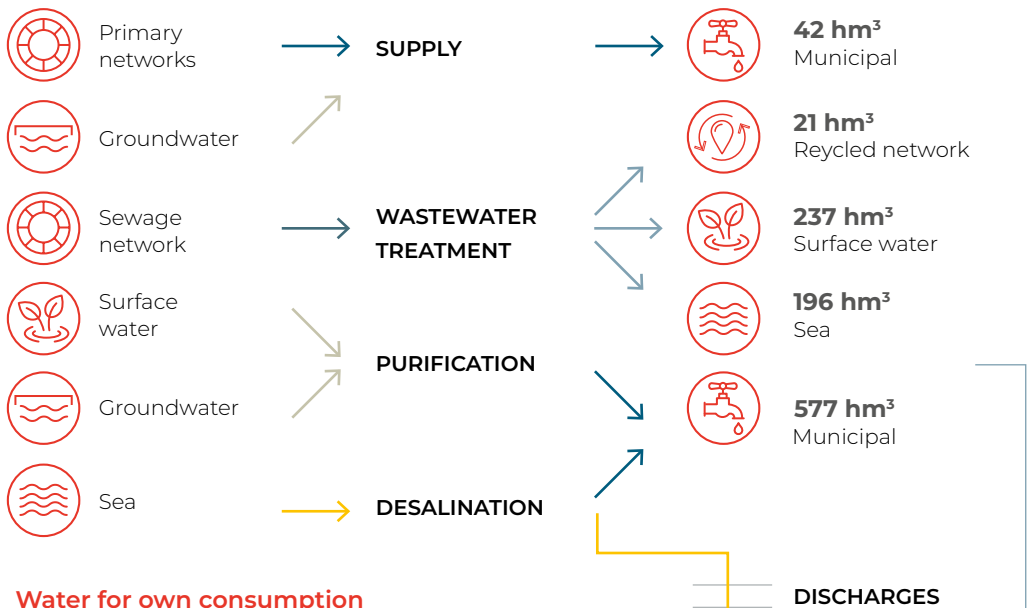 Primary
networks
SUPPLY
42 hm³
Municipal
Groundwater
21 hm³
Reycled network
Sewage
network
WASTEWATER
TREATMENT
237 hm³
Surface water
Surface
water
196 hm³
Sea
PURIFICATION
Groundwater
577 hm³
Municipal
Sea
DESALINATION
Water for own consumption
DISCHARGES